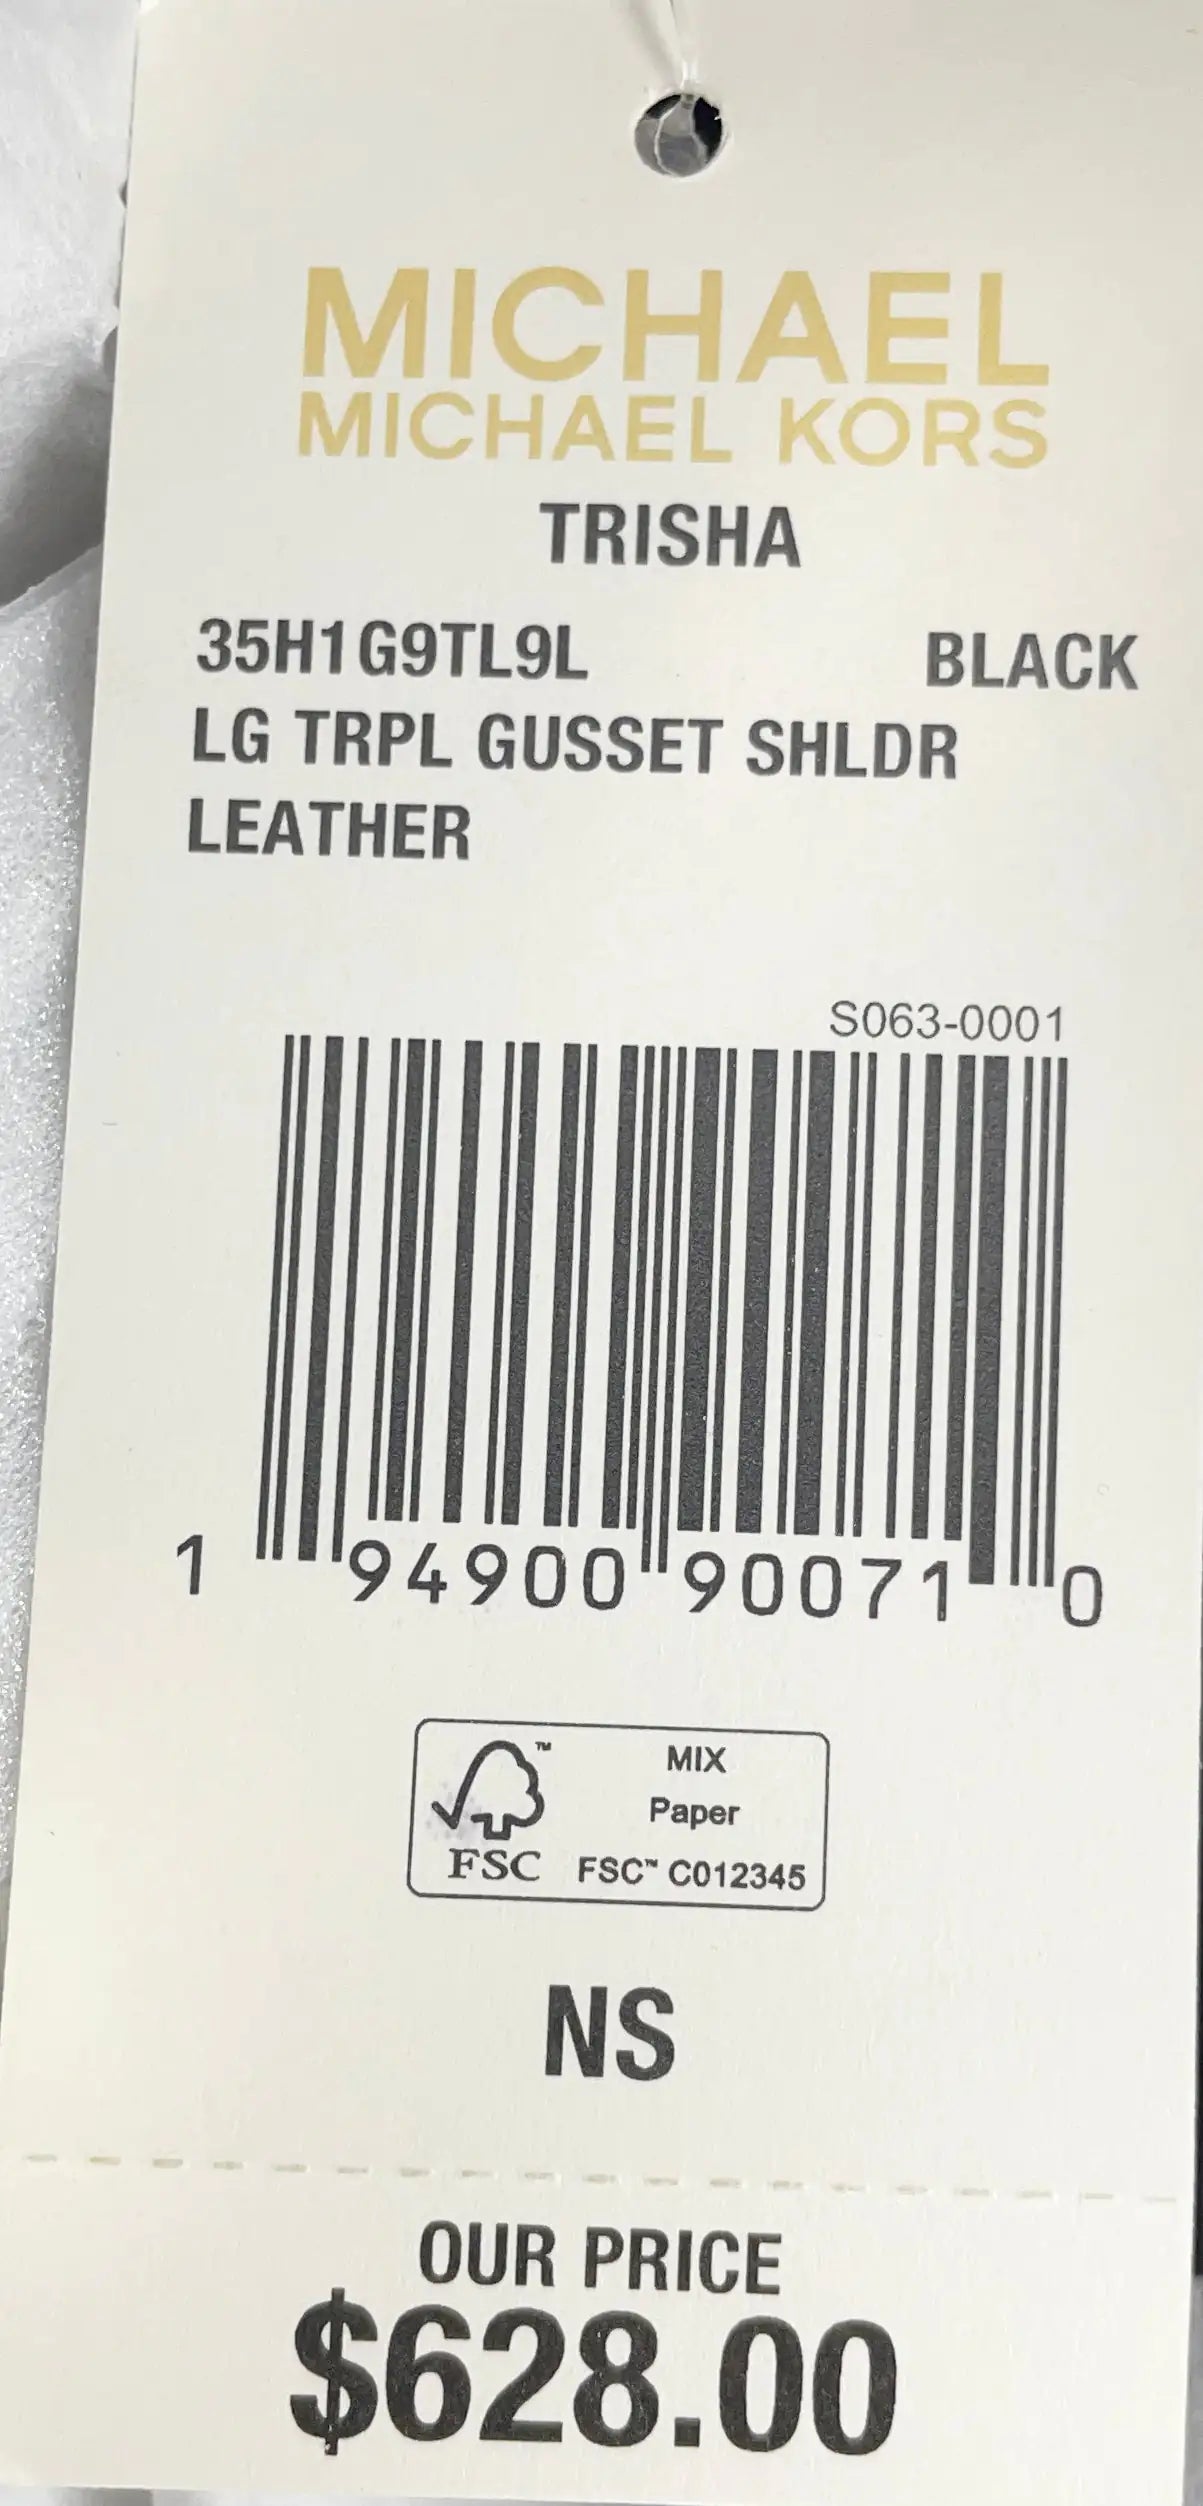 MICHAEL
MICHAEL KORS
TRISHA
35H1G9TL9L BLACK
LG TRPL GUSSET SHLDR
LEATHER
S063-0001
1 94900 90071 0
MIX
Paper
FSC™ C012345
™
FSC
NS
OUR PRICE
$628.00